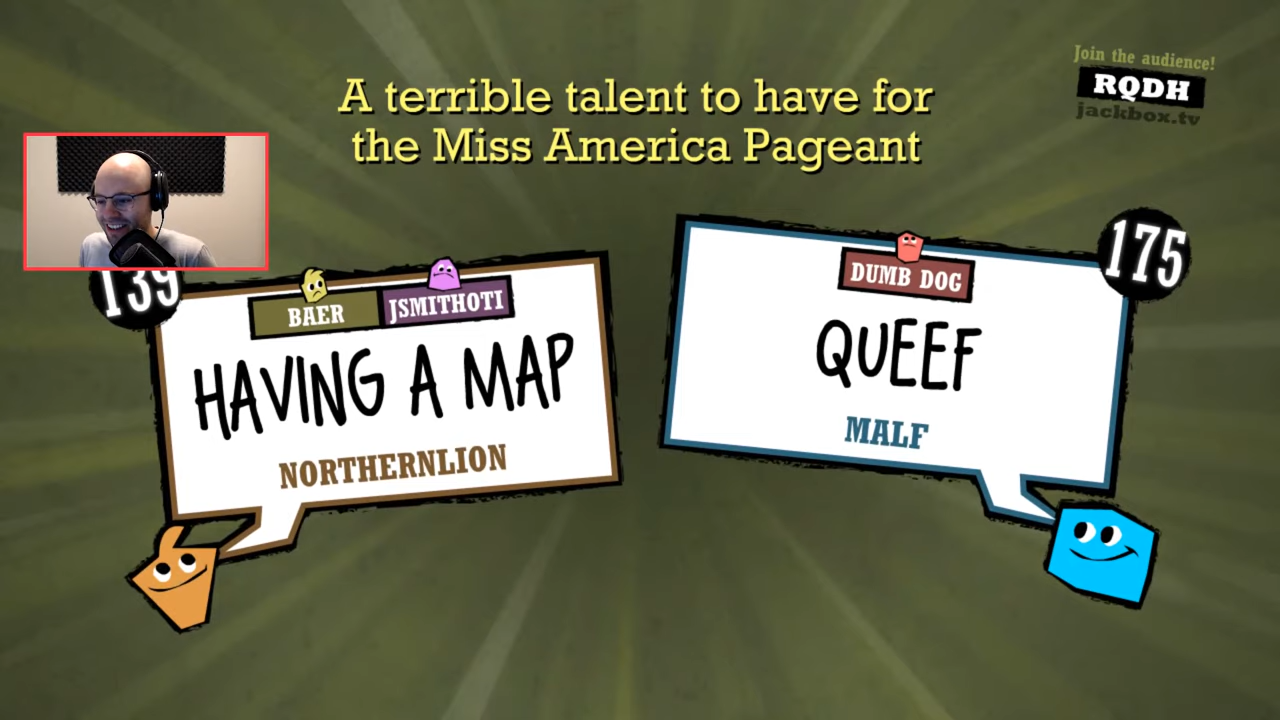 Join the audience!
RQDH
jackbox.tv
A terrible talent to have for
the Miss America Pageant
139
BAER
JSMITHOTI
HAVING A MAP
NORTHERNLION
175
DUMB DOG
QUEEF
MALF